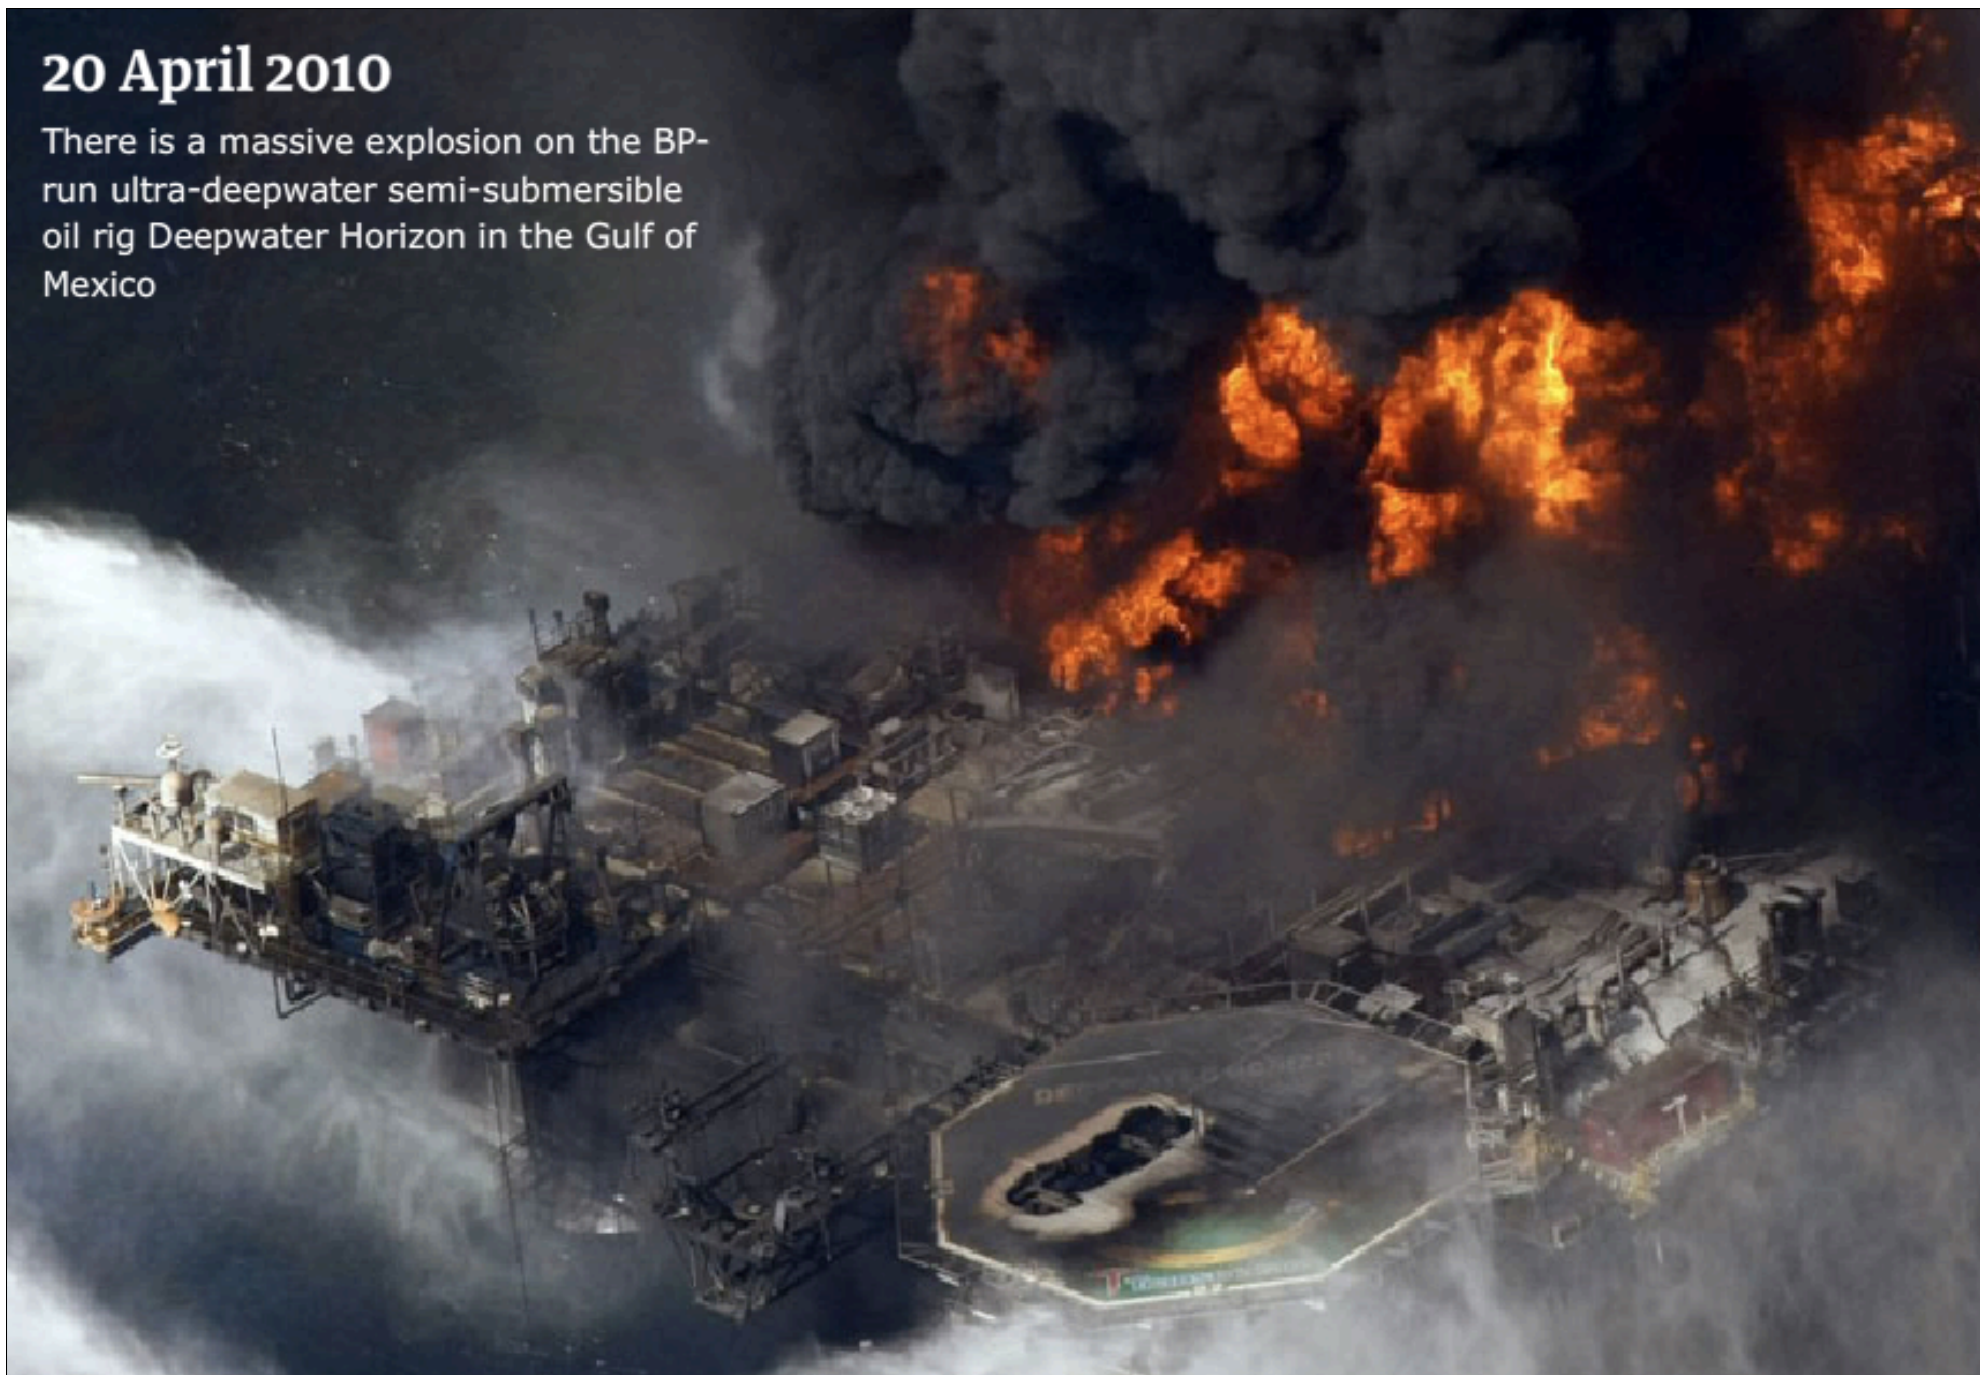 20 April 2010
There is a massive explosion on the BP-
run ultra-deepwater semi-submersible
oil rig Deepwater Horizon in the Gulf of
Mexico